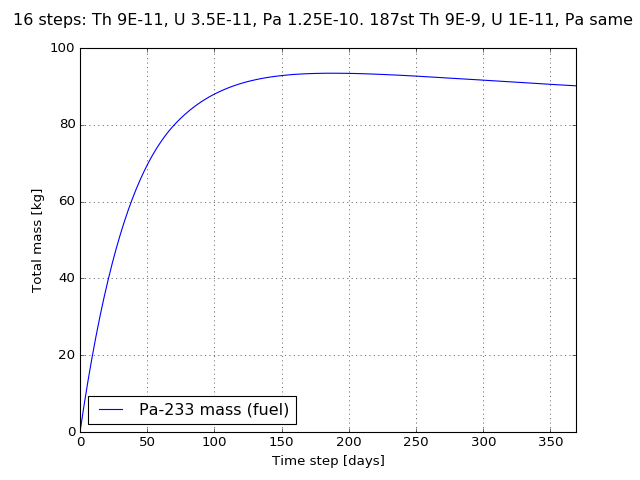 16 steps: Th 9E-11, U 3.5E-11, Pa 1.25E-10. 187st Th 9E-9, U 1E-11, Pa same
100
80
60
40
20
0
Total mass [kg]
Pa-233 mass (fuel)
0 50 100 150 200 250 300 350
Time step [days]